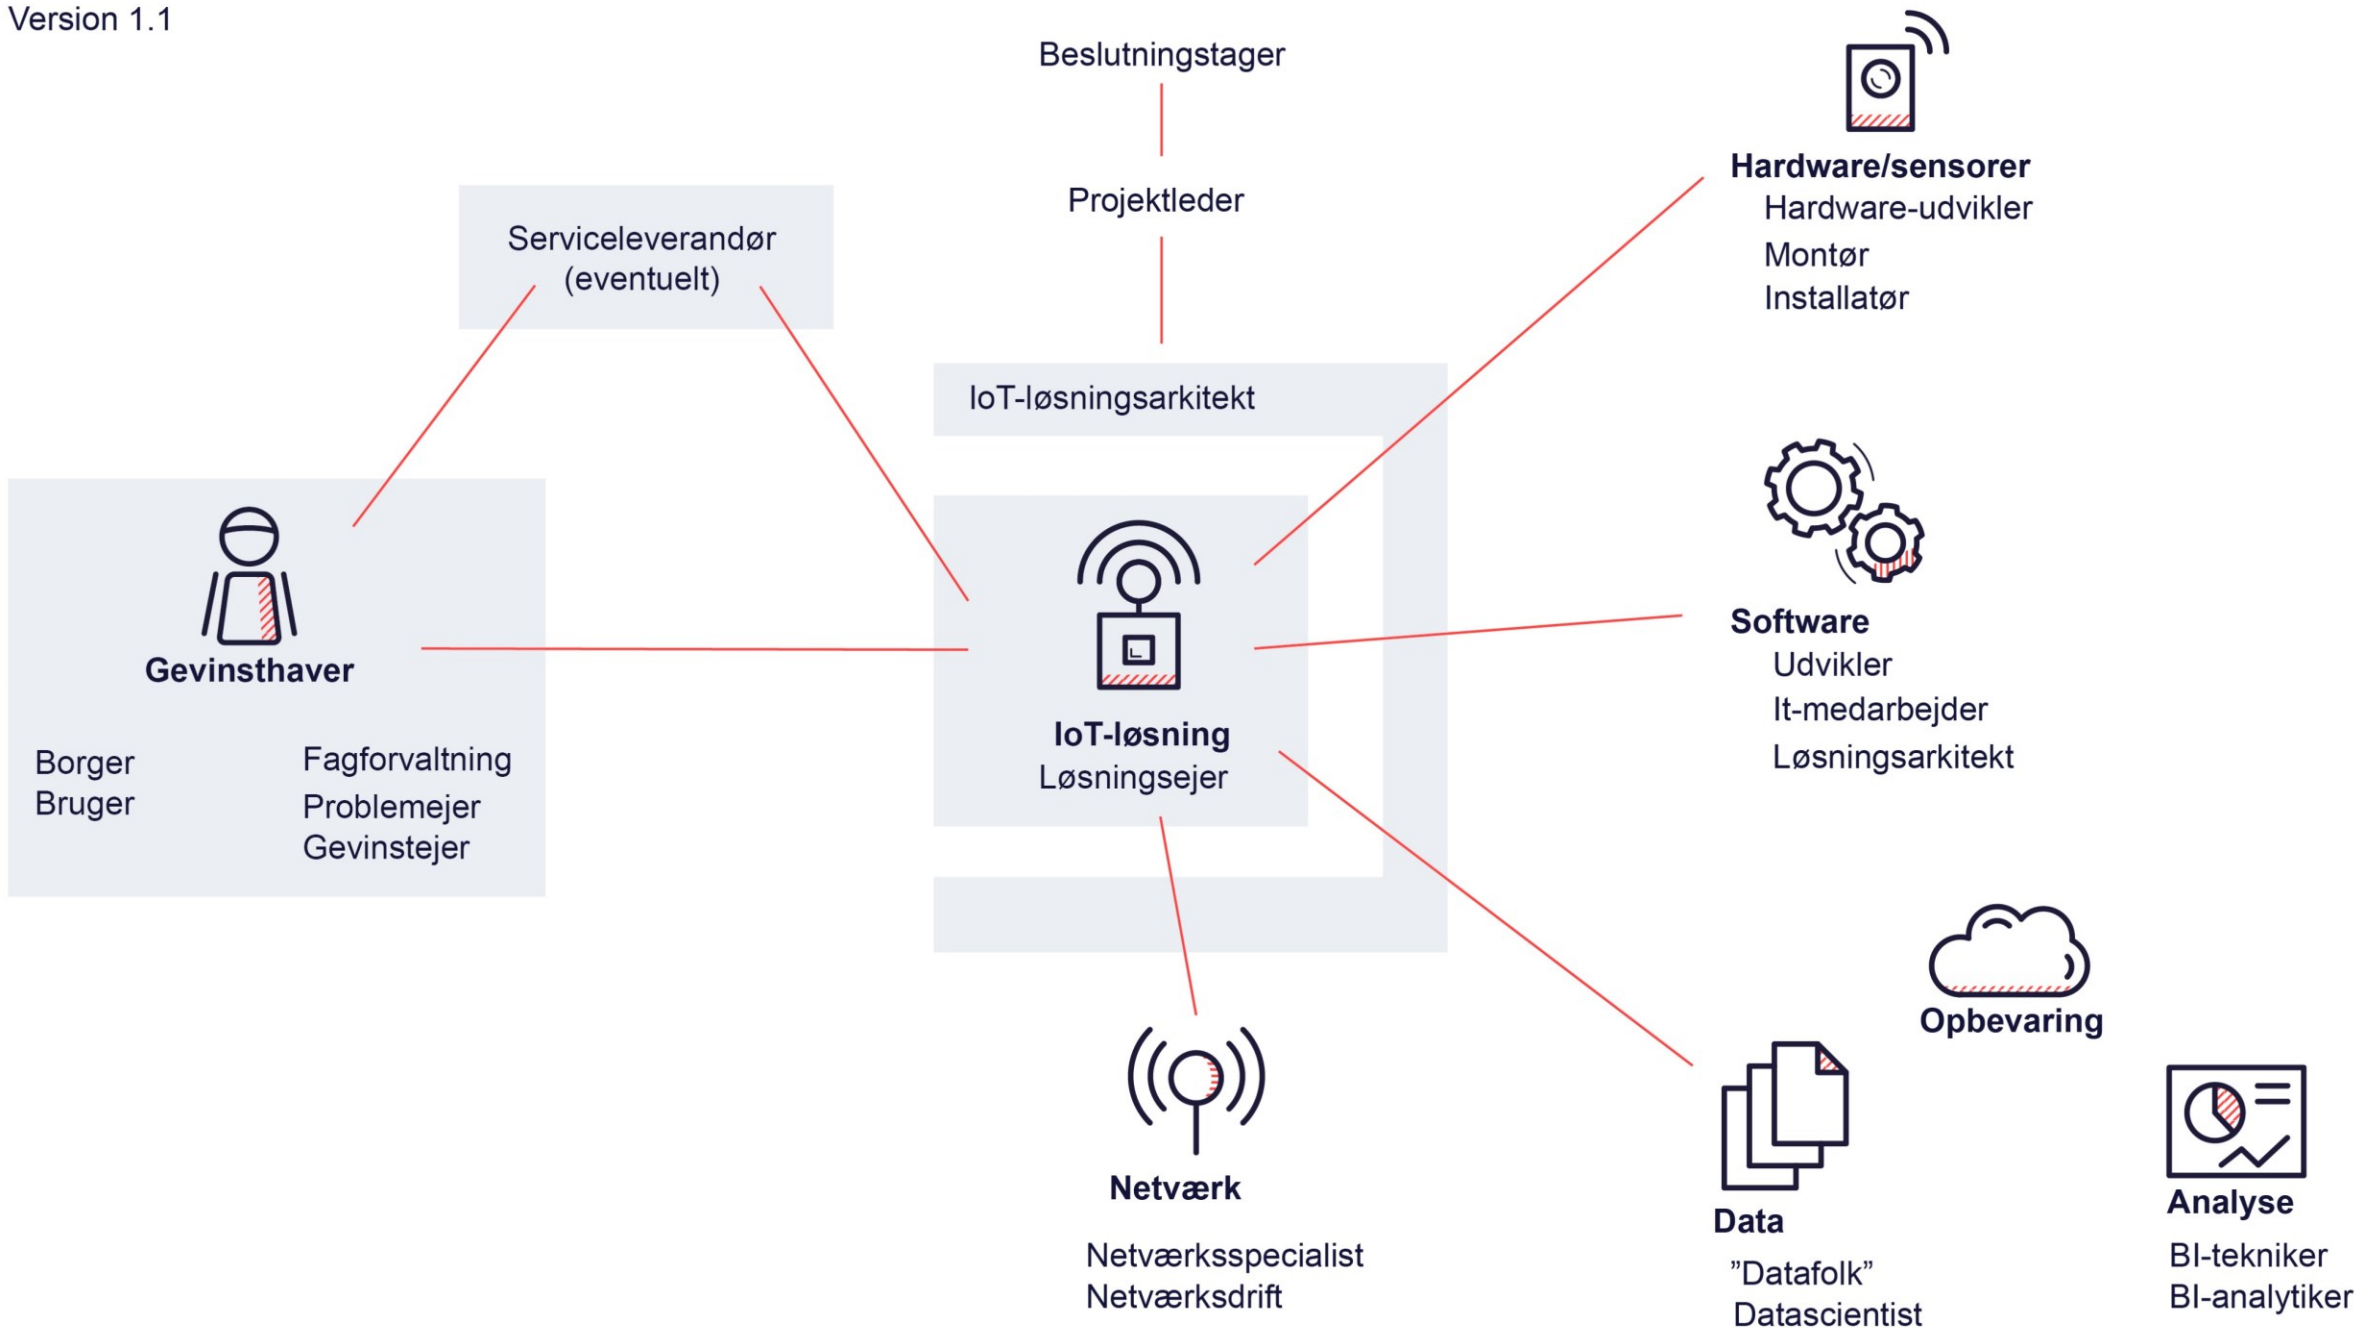 Version 1.1
Beslutningstager
Projektleder
Serviceleverandør
(eventuelt)
IoT-løsningsarkitekt
Gevinsthaver
Borger
Bruger
Fagforvaltning
Problemejer
Gevinstejer
IoT-løsning
Løsningsejer
Hardware/sensorer
Hardware-udvikler
Montør
Installatør
Software
Udvikler
It-medarbejder
Løsningsarkitekt
Netværk
Netværksspecialist
Netværksdrift
Opbevaring
Data
”Datafolk”
Datascientist
Analyse
BI-tekniker
BI-analytiker